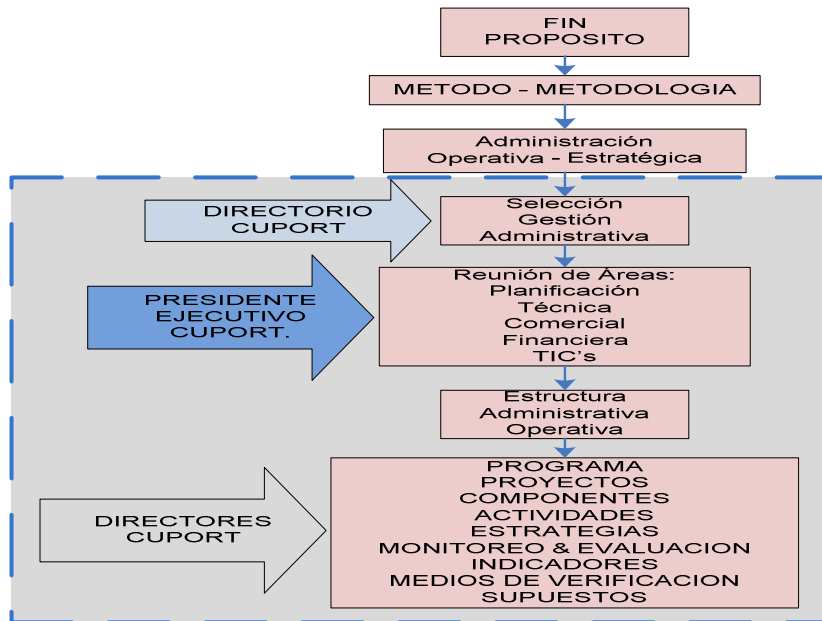 FIN
PROPOSITO
METODO - METODOLOGIA
Administración
Operativa - Estratégica
DIRECTORIO
CUPORT
Selección
Gestión
Administrativa
PRESIDENTE
EJECUTIVO
CUPORT.
Reunión de Áreas:
Planificación
Técnica
Comercial
Financiera
TIC's
Estructura
Administrativa
Operativa
DIRECTORES
CUPORT
PROGRAMA
PROYECTOS
COMPONENTES
ACTIVIDADES
ESTRATEGIAS
MONITOREO & EVALUACION
INDICADORES
MEDIOS DE VERIFICACION
SUPUESTOS